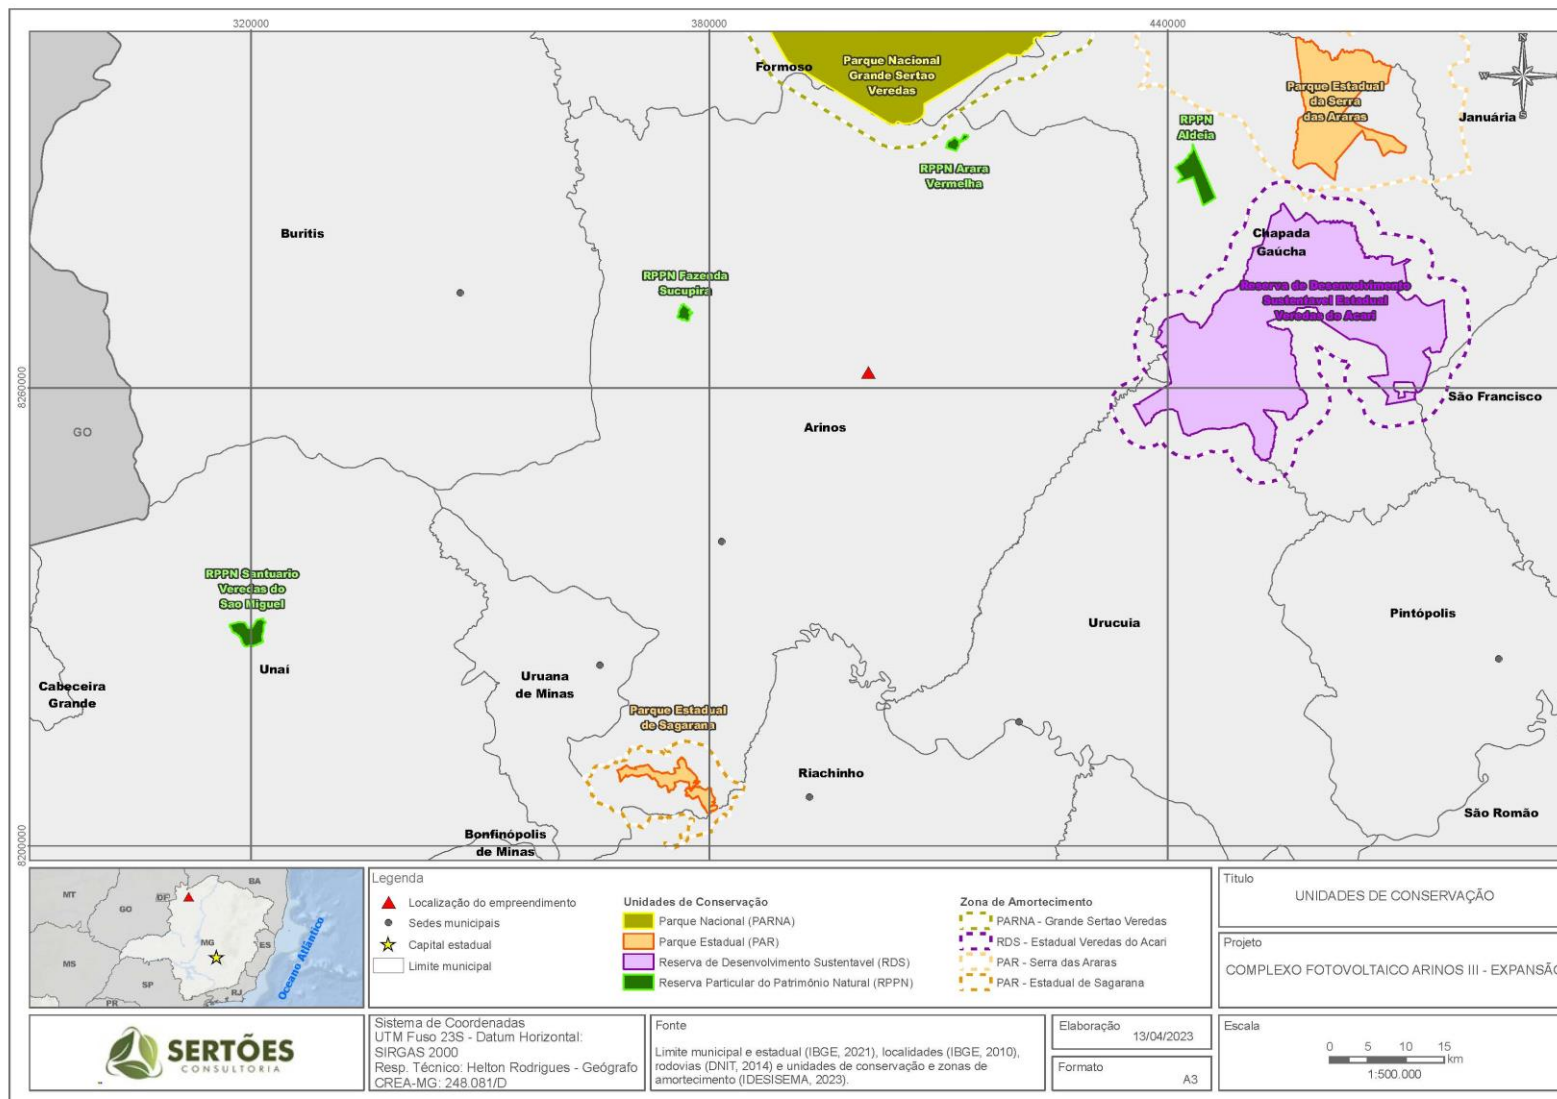 320000
380000
440000
Formoso
Parque Nacional
Grande Sertao
Veredas
Parque Estadual
da Serra
das Araras
N
W
S
Januária
RPPN
Aldeia
RPPN Arara
Vermelha
Buritis
Chapada
Gaúcha
RPPN Fazenda
Sucupira
Reserva de Desenvolvimento
Sustentavel Estadual
Veredas do Acari
8260000
São Francisco
GO
Arinos
RPPN Santuario
Veredas do
Sao Miguel
Pintópolis
Urucuia
Unaí
Uruana
de Minas
Cabeceira
Grande
Parque Estadual
de Sagarana
Riachinho
São Romão
Bonfinópolis
de Minas
8200000
MT
GO
DF
BA
MG
ES
MS
SP
RJ
PR
Oceano Atlântico
Legenda
Localização do empreendimento
Sedes municipais
Capital estadual
Limite municipal
Unidades de Conservação
Parque Nacional (PARNA)
Parque Estadual (PAR)
Reserva de Desenvolvimento Sustentavel (RDS)
Reserva Particular do Património Natural (RPPN)
Zona de Amortecimento
PARNA - Grande Sertao Veredas
RDS - Estadual Veredas do Acari
PAR - Serra das Araras
PAR - Estadual de Sagarana
Título
UNIDADES DE CONSERVAÇÃO
Projeto
COMPLEXO FOTOVOLTAICO ARINOS III - EXPANSÃO
SERTÕES
CONSULTORIA
Sistema de Coordenadas
UTM Fuso 23S - Datum Horizontal:
SIRGAS 2000
Resp. Técnico: Helton Rodrigues - Geógrafo
CREA-MG: 248.081/D
Fonte
Limite municipal e estadual (IBGE, 2021), localidades (IBGE, 2010),
rodovias (DNIT, 2014) e unidades de conservação e zonas de
amortecimento (IDESISEMA, 2023).
Elaboração
13/04/2023
Formato
A3
Escala
0 5 10 15
km
1:500.000